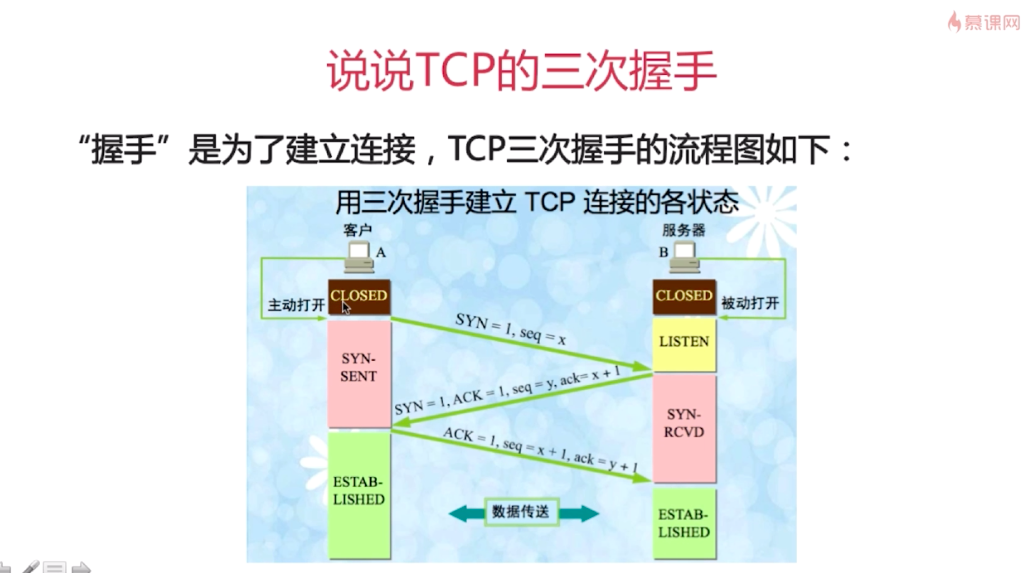 慕课网
说说TCP的三次握手
“握手”是为了建立连接，TCP三次握手的流程图如下：
用三次握手建立 TCP 连接的各状态
客户
服务器
A
B
CLOSED
CLOSED
主动打开
被动打开
SYN = 1, seq = x
LISTEN
SYN-
SENT
SYN = 1, ACK = 1, seq = y, ack= x + 1
SYN-
RCVD
ACK = 1, seq = x + 1, ack = y + 1
ESTAB-
LISHED
数据传送
ESTAB-
LISHED